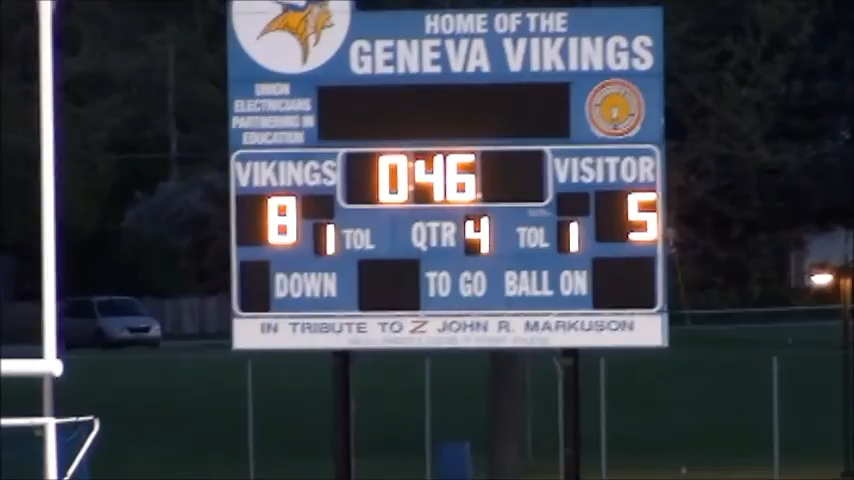 HOME OF THE
GENEVA VIKINGS
UNION
ELECTRICIANS
PARTNERING IN
EDUCATION
VIKINGS 0:46 VISITOR
8 1 TOL QTR 4 TOL 1 5
DOWN TO GO BALL ON
IN TRIBUTE TO Z JOHN R. MARKUSON